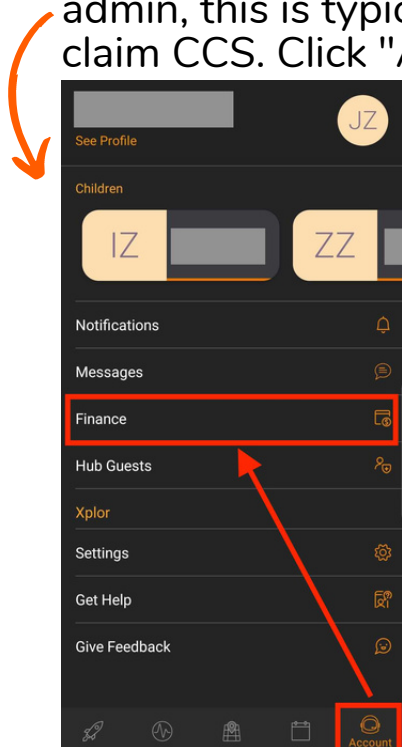 admin, this is typic
claim CCS. Click "A
JZ
See Profile
Children
IZ
ZZ
Notifications
Messages
Finance
Hub Guests
Xplor
Settings
Get Help
Give Feedback
Account